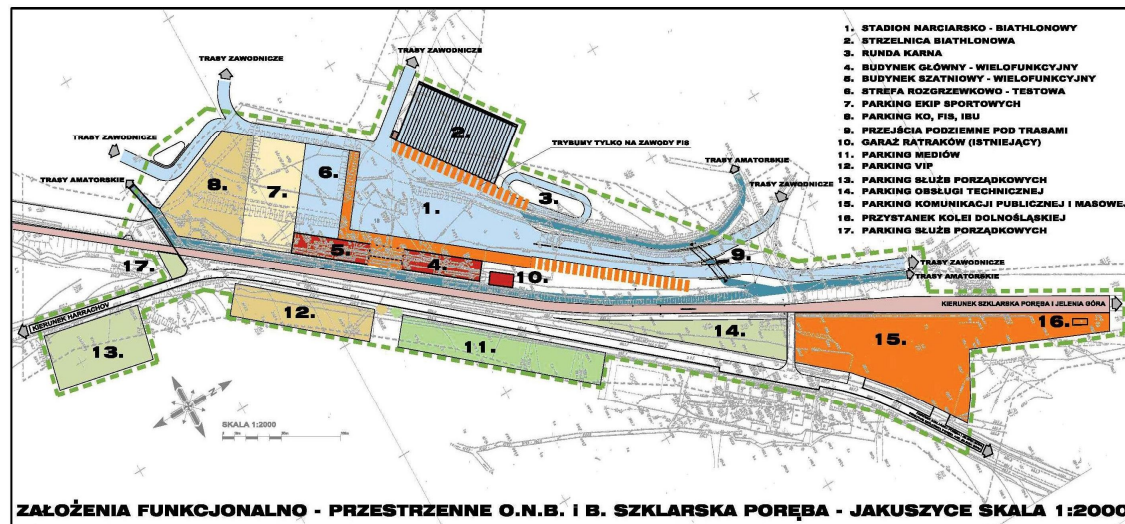 1. STADION NARCIARSKO - BIATHLONOWY
2. STRZELNICA BIATHLONOWA
3. RUNDA KARNA
4. BUDYNEK GŁÓWNY - WIELOFUNKCYJNY
5. BUDYNEK SZATNIOWY - WIELOFUNKCYJNY
6. STREFA ROZGRZEWKOWO - TESTOWA
7. PARKING EKIP SPORTOWYCH
8. PARKING KO, FIS, IBU
9. PRZEJŚCIA PODZIEMNE POD TRASAMI
10. GARAŻ RATRAKÓW (ISTNIEJĄCY)
11. PARKING MEDIÓW
12. PARKING VIP
13. PARKING SŁUŻB PORZĄDKOWYCH
14. PARKING OBSŁUGI TECHNICZNEJ
15. PARKING KOMUNIKACJI PUBLICZNEJ I MASOWEJ
16. PRZYSTANEK KOLEI DOLNOŚLĄSKIEJ
17. PARKING SŁUŻB PORZĄDKOWYCH
TRASY ZAWODNICZE
TRASY ZAWODNICZE
TRASY ZAWODNICZE
TRASY AMATORSKIE
TRYBUMY TYLKO NA ZAWODY FIS
TRASY AMATORSKIE
TRASY ZAWODNICZE
2.
8.
7.
6.
1.
3.
5.
4.
10.
9.
TRASY ZAWODNICZE
TRASY AMATORSKIE
17.
KIERUNEK HARRACHOV
KIERUNEK SZKLARSKA PORĘBA I JELENIA GÓRA
13.
12.
11.
14.
15.
16.
N
SKALA 1:2000
ZAŁOŻENIA FUNKCJONALNO - PRZESTRZENNE O.N.B. i B. SZKLARSKA PORĘBA - JAKUSZYCE SKALA 1:2000